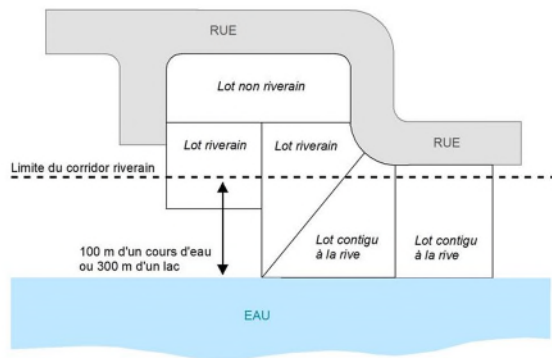 RUE
Lot non riverain
Lot riverain
Lot riverain
RUE
Limite du corridor riverain
100 m d'un cours d'eau
ou 300 m d'un lac
Lot contigu
à la rive
Lot contigu
à la rive
EAU